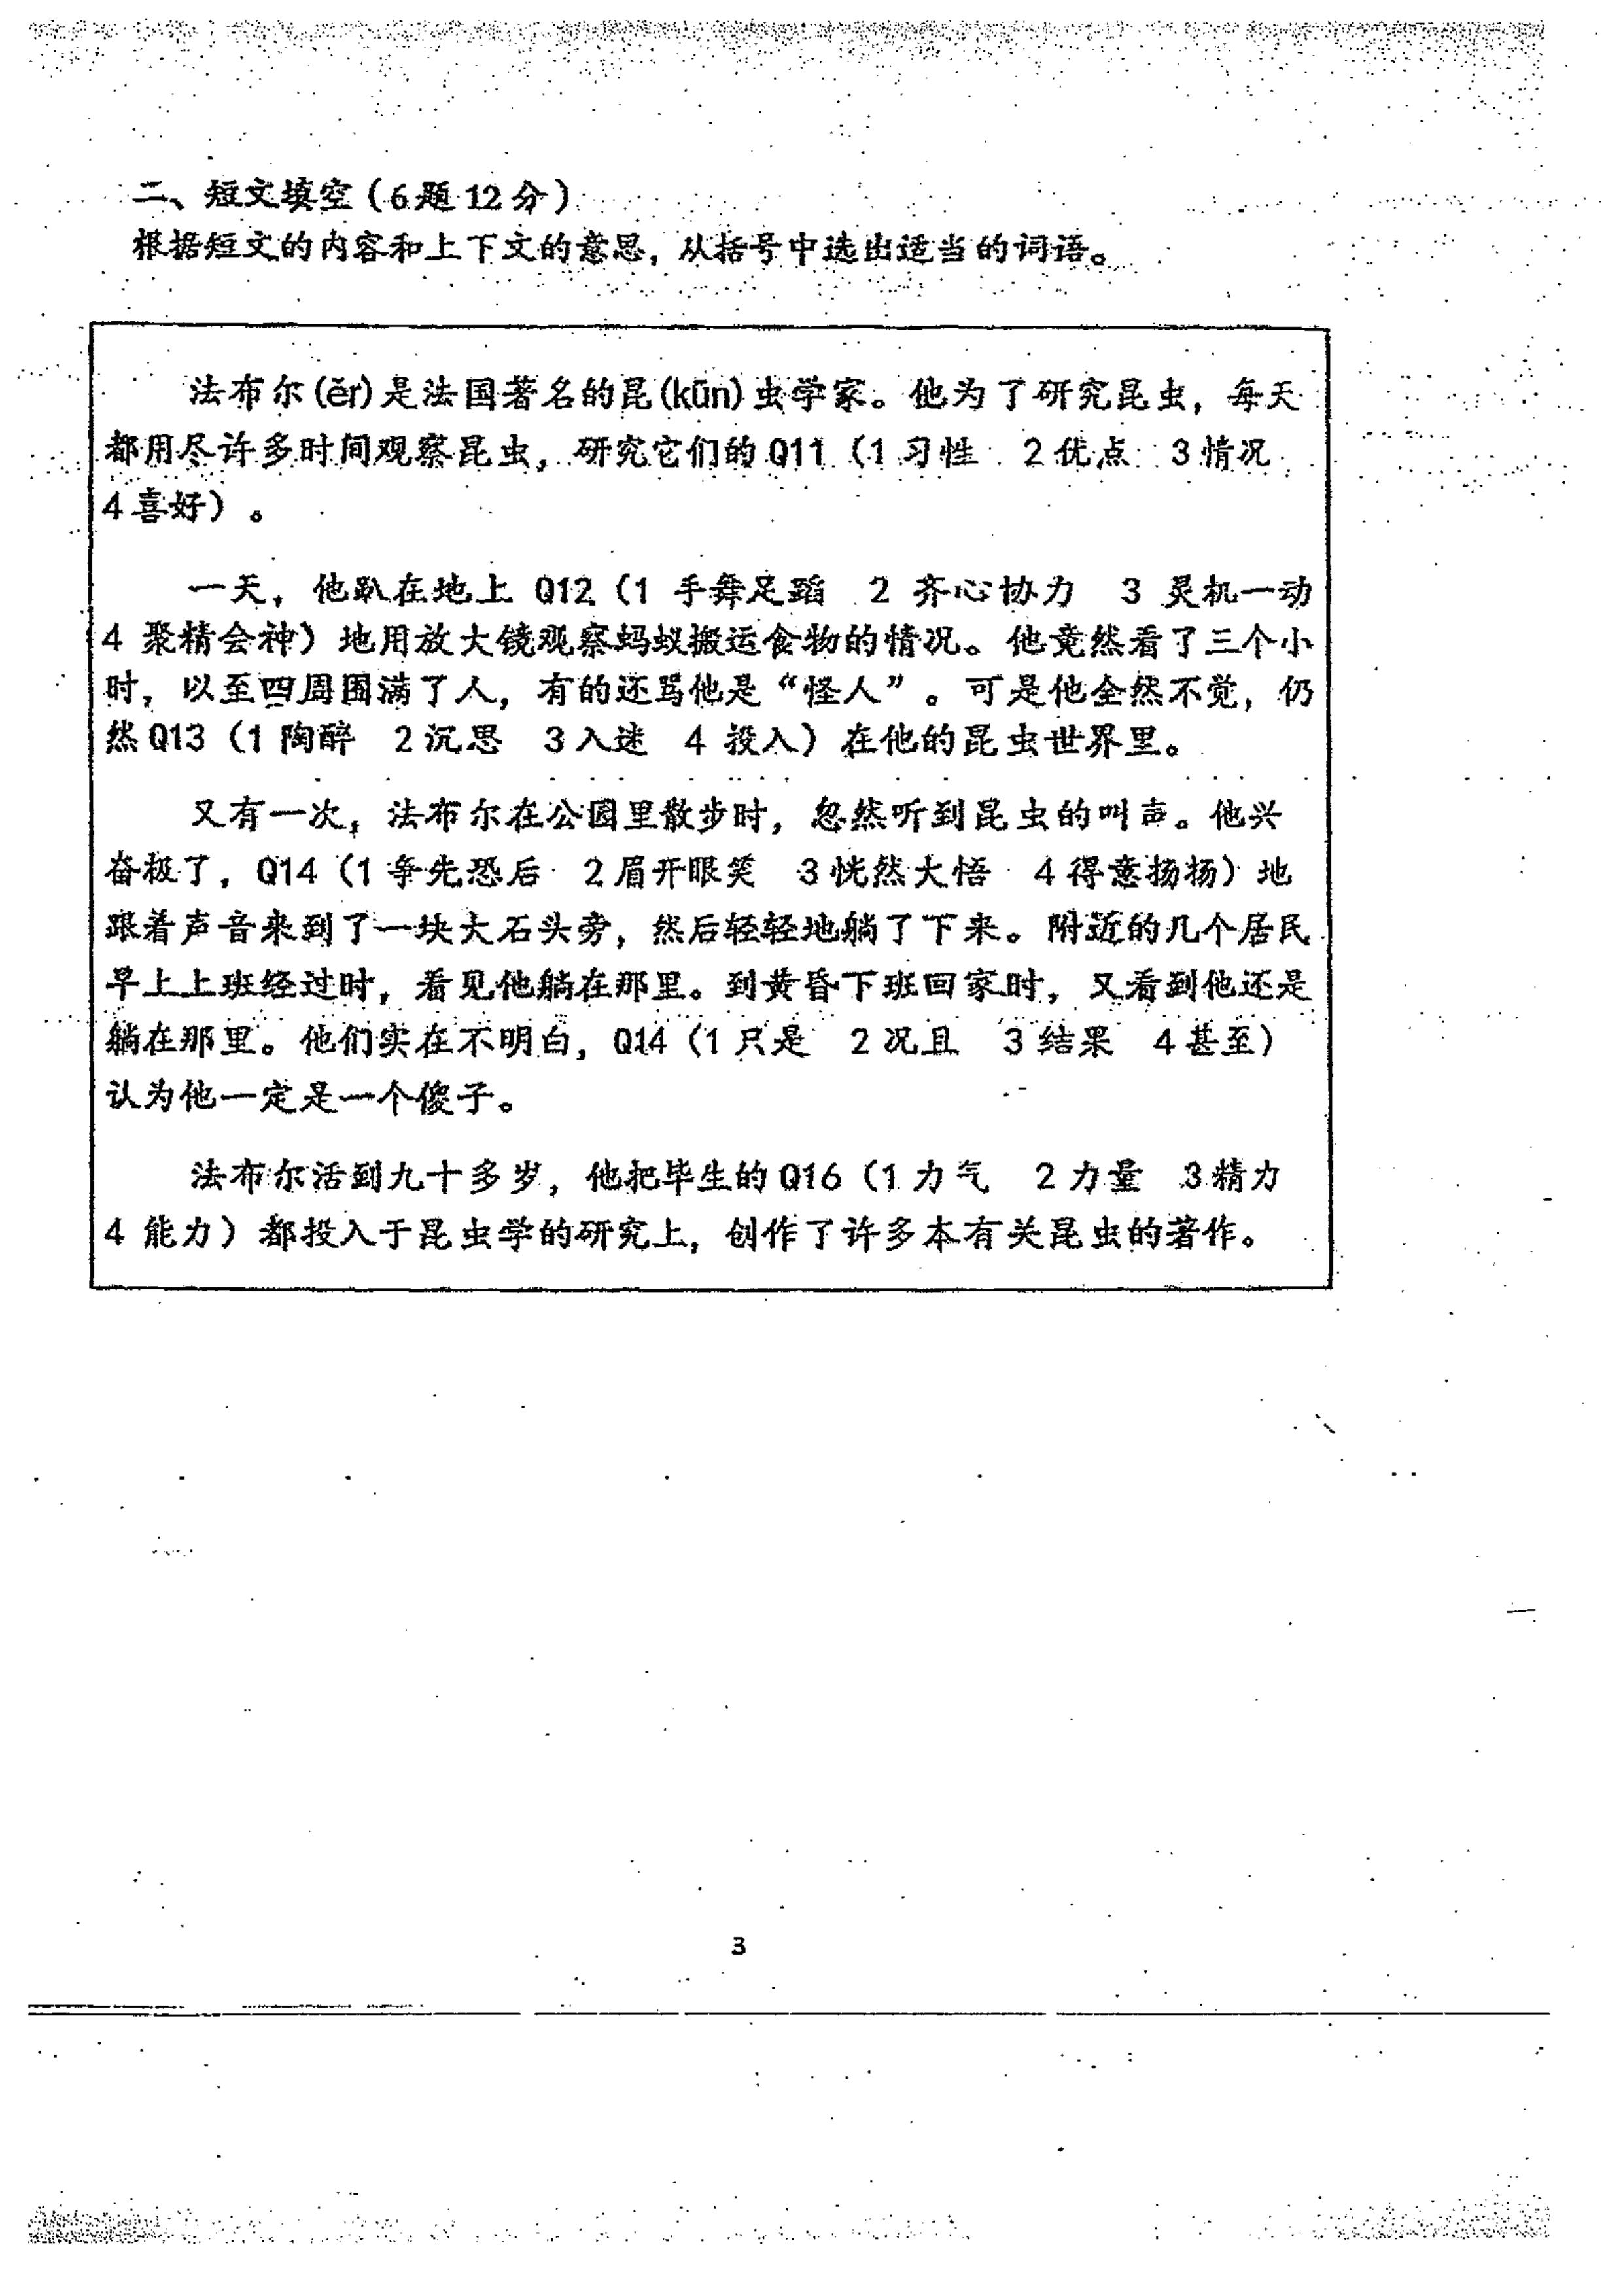 二、短文填空（6题12分）
根据短文的内容和上下文的意思，从括号中选出适当的词语。
法布尔(ěr)是法国著名的昆(kūn)虫学家。他为了研究昆虫，每天
都用尽许多时间观察昆虫，研究它们的Q11（1习性 2优点 3情况
4喜好）。
一天，他趴在地上 Q12（1 手舞足蹈 2 齐心协力 3 灵机一动
4 聚精会神）地用放大镜观察蚂蚁搬运食物的情况。他竟然看了三个小
时，以至四周围满了人，有的还骂他是“怪人”。可是他全然不觉，仍
然Q13（1陶醉 2沉思 3入迷 4 投入）在他的昆虫世界里。
又有一次，法布尔在公园里散步时，忽然听到昆虫的叫声。他兴
奋极了，Q14（1争先恐后 2眉开眼笑 3恍然大悟 4得意扬扬）地
跟着声音来到了一块大石头旁，然后轻轻地躺了下来。附近的几个居民
早上上班经过时，看见他躺在那里。到黄昏下班回家时，又看到他还是
躺在那里。他们实在不明白，Q14（1只是 2况且 3结果 4甚至）
认为他一定是一个傻子。
法布尔活到九十多岁，他把毕生的Q16（1力气 2力量 3精力
4 能力）都投入于昆虫学的研究上，创作了许多本有关昆虫的著作。
3